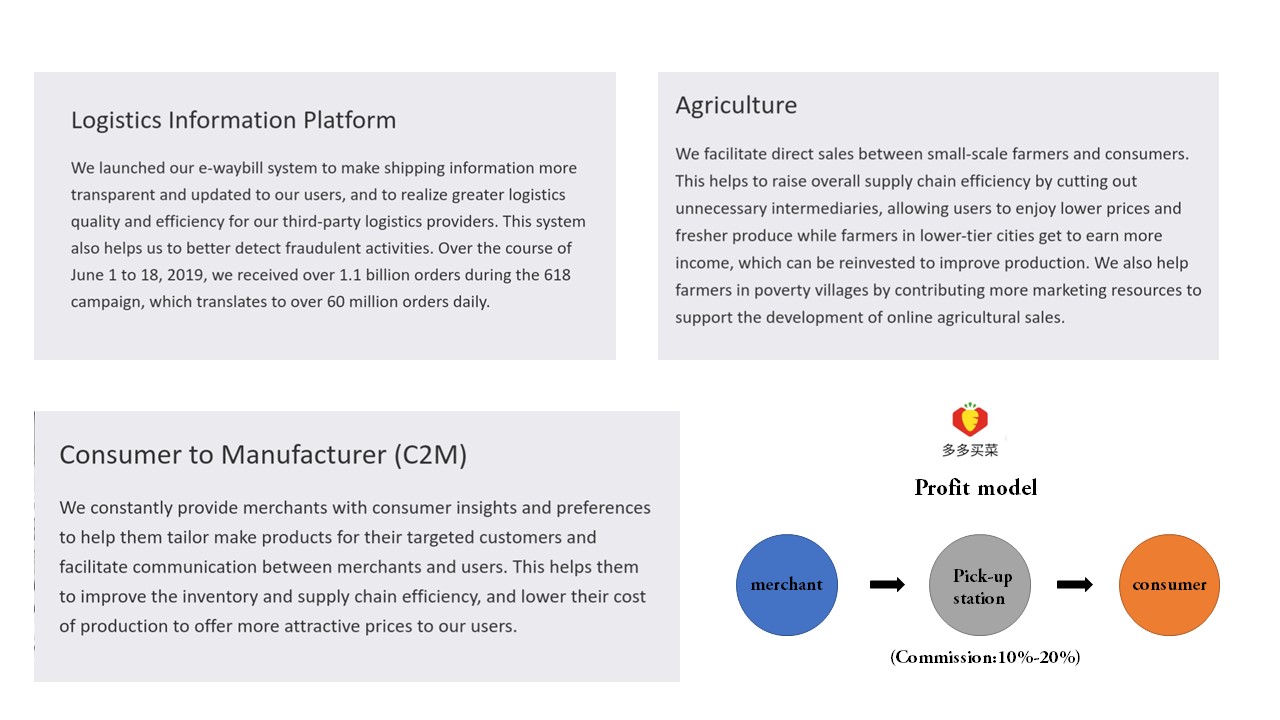 Logistics Information Platform
We launched our e-waybill system to make shipping information more
transparent and updated to our users, and to realize greater logistics
quality and efficiency for our third-party logistics providers. This system
also helps us to better detect fraudulent activities. Over the course of
June 1 to 18, 2019, we received over 1.1 billion orders during the 618
campaign, which translates to over 60 million orders daily.
Agriculture
We facilitate direct sales between small-scale farmers and consumers.
This helps to raise overall supply chain efficiency by cutting out
unnecessary intermediaries, allowing users to enjoy lower prices and
fresher produce while farmers in lower-tier cities get to earn more
income, which can be reinvested to improve production. We also help
farmers in poverty villages by contributing more marketing resources to
support the development of online agricultural sales.
Consumer to Manufacturer (C2M)
We constantly provide merchants with consumer insights and preferences
to help them tailor make products for their targeted customers and
facilitate communication between merchants and users. This helps them
to improve the inventory and supply chain efficiency, and lower their cost
of production to offer more attractive prices to our users.
多多买菜
Profit model
merchant
Pick-up
station
consumer
(Commission:10%-20%)